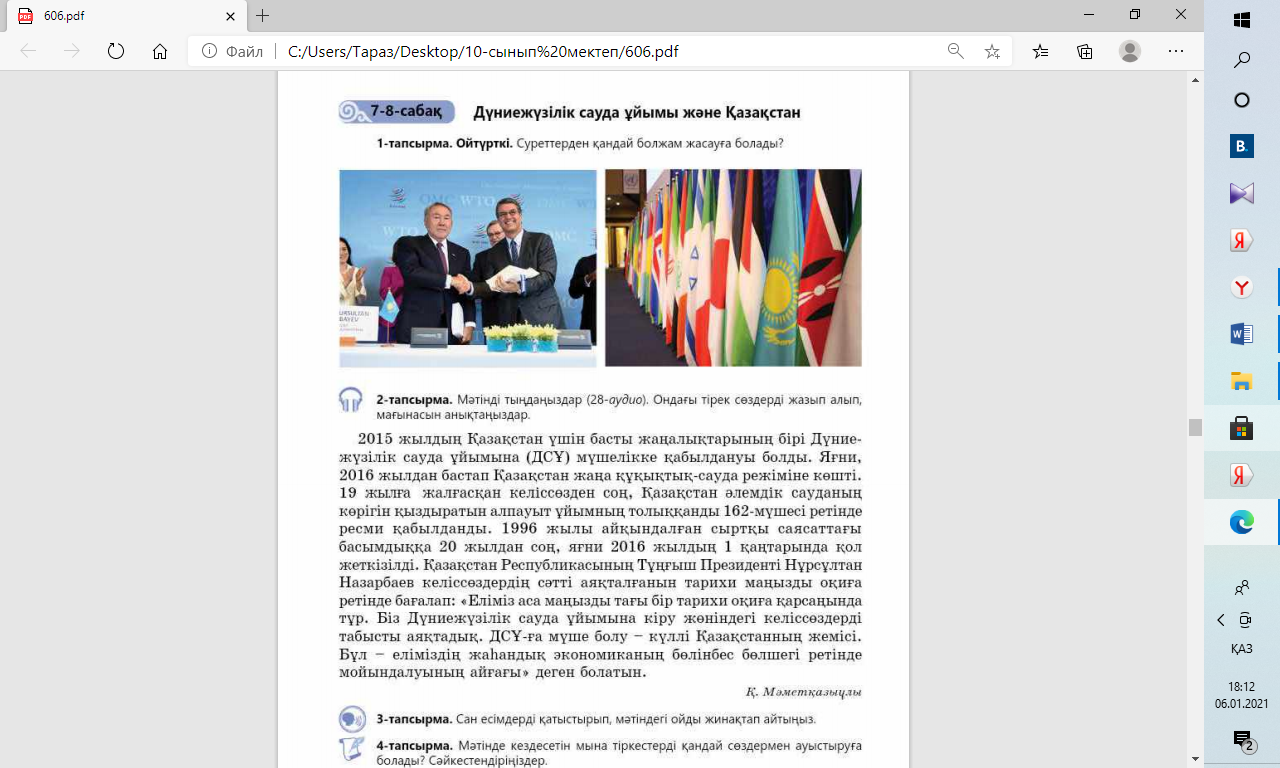 606.pdf
Файл
C:/Users/Тараз/Desktop/10-сынып%20мектеп/606.pdf
7-8-сабақ Дүниежүзілік сауда ұйымы және Қазақстан
1-тапсырма. Ойтүрткі. Суреттерден қандай болжам жасауға болады?
OMC WTO
WTO OMC
2-тапсырма. Мәтінді тыңдаңыздар (28-аудио). Ондағы тірек сөздерді жазып алып,
мағынасын анықтаңыздар.
2015 жылдың Қазақстан үшін басты жаңалықтарының бірі Дүние-
жүзілік сауда ұйымына (ДСҰ) мүшелікке қабылдануы болды. Яғни,
2016 жылдан бастап Қазақстан жаңа құқықтық-сауда режіміне көшті.
19 жылға жалғасқан келіссөзден соң, Қазақстан әлемдік сауданың
көрігін қыздыратын алпауыт ұйымның толыққанды 162-мүшесі ретінде
ресми қабылданды. 1996 жылы айқындалған сыртқы саясаттағы
басымдыққа 20 жылдан соң, яғни 2016 жылдың 1 қаңтарында қол
жеткізілді. Қазақстан Республикасының Тұңғыш Президенті Нұрсұлтан
Назарбаев келіссөздердің сәтті аяқталғанын тарихи маңызды оқиға
ретінде бағалап: «Еліміз аса маңызды тағы бір тарихи оқиға қарсаңында
тұр. Біз Дүниежүзілік сауда ұйымына кіру жөніндегі келіссөздерді
табысты аяқтадық. ДСҰ-ға мүше болу – күллі Қазақстанның жемісі.
Бұл – еліміздің жаһандық экономиканың бөлінбес бөлшегі ретінде
мойындалуының айғағы» деген болатын.
Қ. Мәметқазыұлы
3-тапсырма. Сан есімдерді қатыстырып, мәтіндегі ойды жинақтап айтыңыз.
4-тапсырма. Мәтінде кездесетін мына тіркестерді қандай сөздермен ауыстыруға
болады? Сәйкестендіріңіздер.
ҚАЗ
18:12
06.01.2021
2